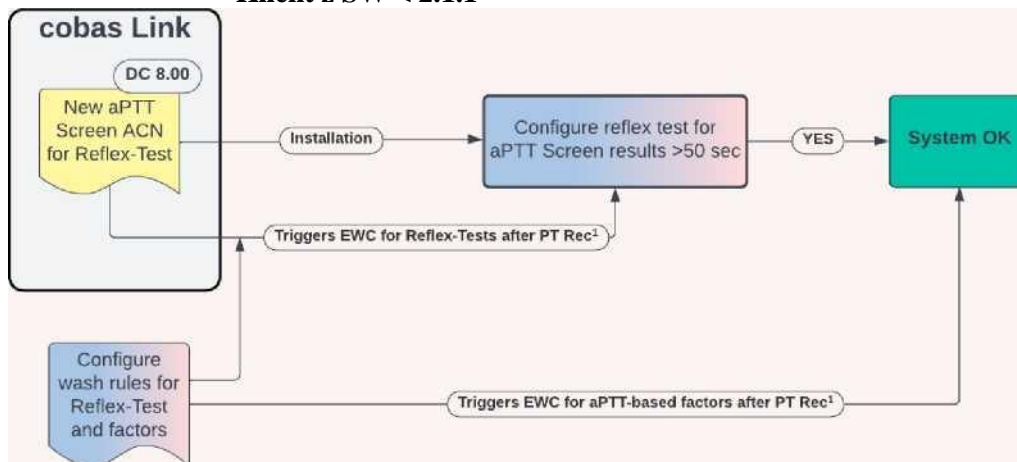 cobas Link
DC 8.00
New aPTT
Screen ACN
for Reflex-Test
Installation
Configure reflex test for
aPTT Screen results >50 sec
YES
System OK
Triggers EWC for Reflex-Tests after PT Rec¹
Configure
wash rules for
Reflex-Test
and factors
Triggers EWC for aPTT-based factors after PT Rec¹